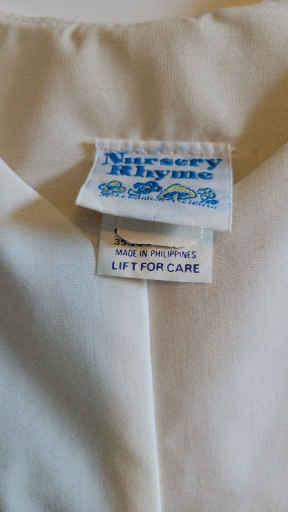 Nursery
Rhyme
MADE IN PHILIPPINES
LIFT FOR CARE